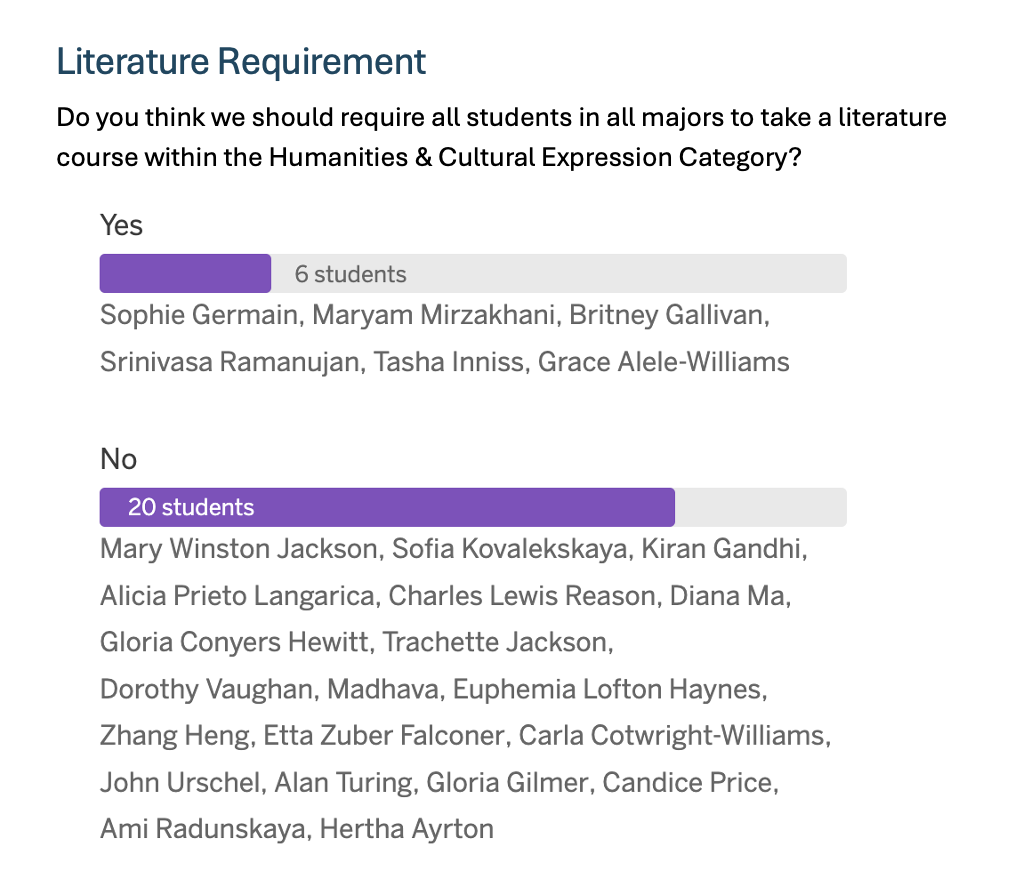 Literature Requirement
Do you think we should require all students in all majors to take a literature
course within the Humanities & Cultural Expression Category?
Yes
6 students
Sophie Germain, Maryam Mirzakhani, Britney Gallivan,
Srinivasa Ramanujan, Tasha Inniss, Grace Alele-Williams
No
20 students
Mary Winston Jackson, Sofia Kovalekskaya, Kiran Gandhi,
Alicia Prieto Langarica, Charles Lewis Reason, Diana Ma,
Gloria Conyers Hewitt, Trachette Jackson,
Dorothy Vaughan, Madhava, Euphemia Lofton Haynes,
Zhang Heng, Etta Zuber Falconer, Carla Cotwright-Williams,
John Urschel, Alan Turing, Gloria Gilmer, Candice Price,
Ami Radunskaya, Hertha Ayrton